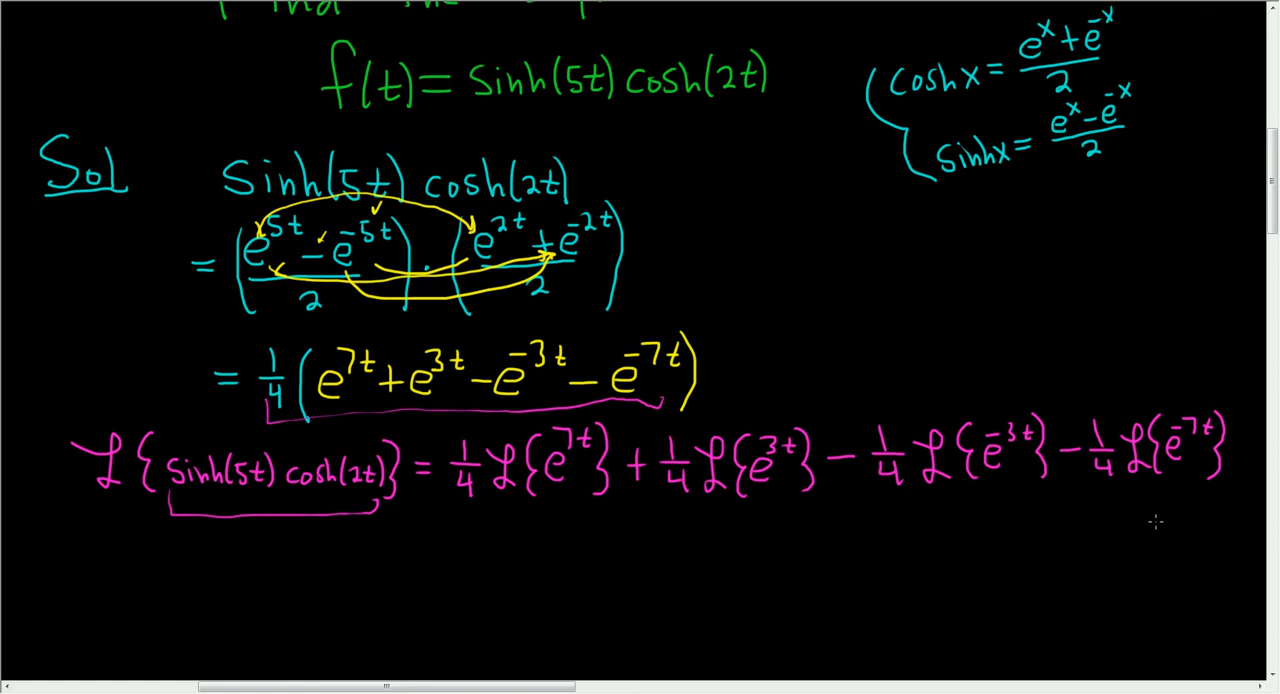 f(t) = Sinh(5t) cosh(2t)
cosh x = (e^x + e^-x)/2
sinh x = (e^x - e^-x)/2
Sol Sinh(5t) cosh(2t)
= ((e^5t - e^-5t)/2) · ((e^2t + e^-2t)/2)
= 1/4 (e^7t + e^3t - e^-3t - e^-7t)
ℒ{Sinh(5t) cosh(2t)} = 1/4 ℒ{e^7t} + 1/4 ℒ{e^3t} - 1/4 ℒ{e^-3t} - 1/4 ℒ{e^-7t}